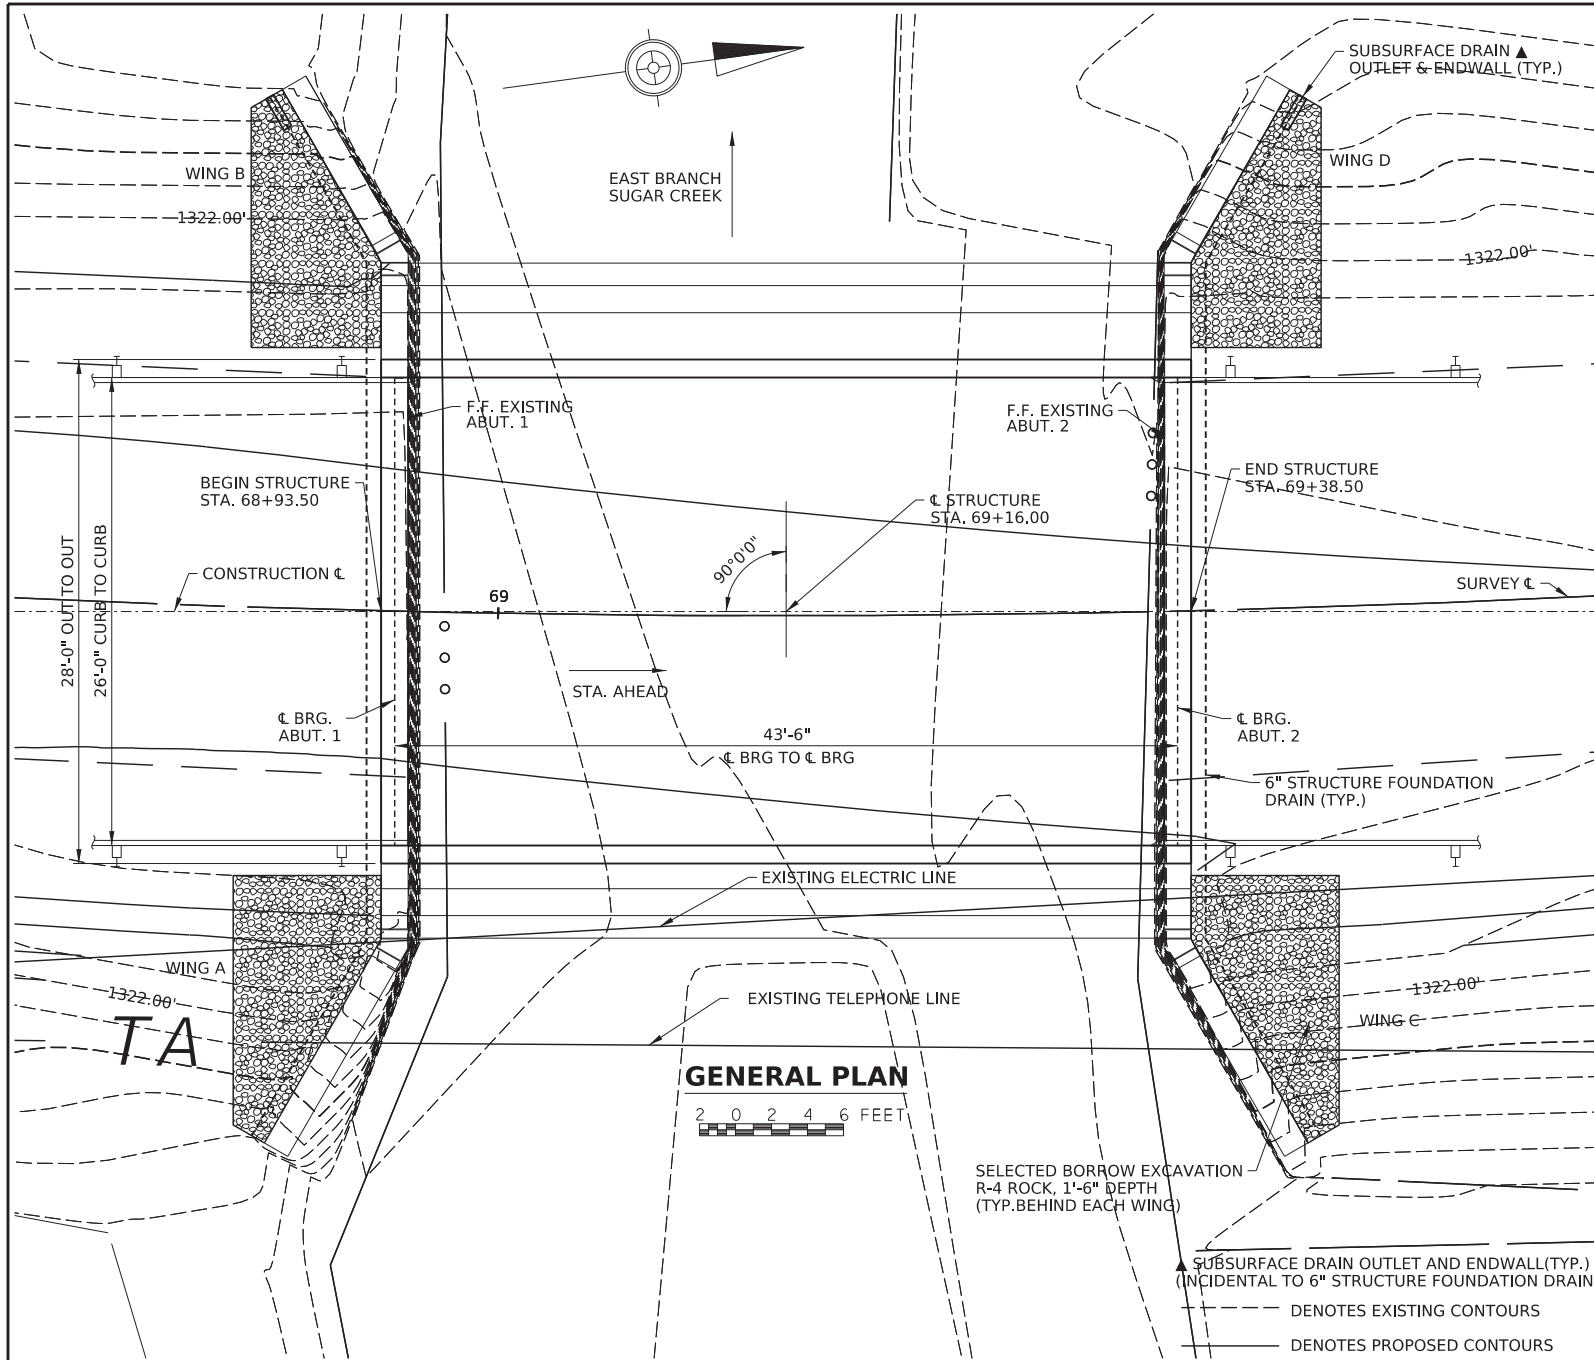 SUBSURFACE DRAIN ▲
OUTLET & ENDWALL (TYP.)
WING B
EAST BRANCH
SUGAR CREEK
WING D
1322.00'
1322.00'
F.F. EXISTING
ABUT. 1
F.F. EXISTING
ABUT. 2
BEGIN STRUCTURE
STA. 68+93.50
℄ STRUCTURE
STA. 69+16.00
END STRUCTURE
STA. 69+38.50
28'-0" OUT TO OUT
26'-0" CURB TO CURB
90°0'0"
CONSTRUCTION ℄
69
SURVEY ℄
STA. AHEAD
℄ BRG.
ABUT. 1
43'-6"
℄ BRG TO ℄ BRG
℄ BRG.
ABUT. 2
6" STRUCTURE FOUNDATION
DRAIN (TYP.)
EXISTING ELECTRIC LINE
WING A
1322.00'
EXISTING TELEPHONE LINE
1322.00'
WING C
TA
GENERAL PLAN
2 0 2 4 6 FEET
SELECTED BORROW EXCAVATION
R-4 ROCK, 1'-6" DEPTH
(TYP.BEHIND EACH WING)
▲ SUBSURFACE DRAIN OUTLET AND ENDWALL(TYP.)
(INCIDENTAL TO 6" STRUCTURE FOUNDATION DRAIN
DENOTES EXISTING CONTOURS
DENOTES PROPOSED CONTOURS